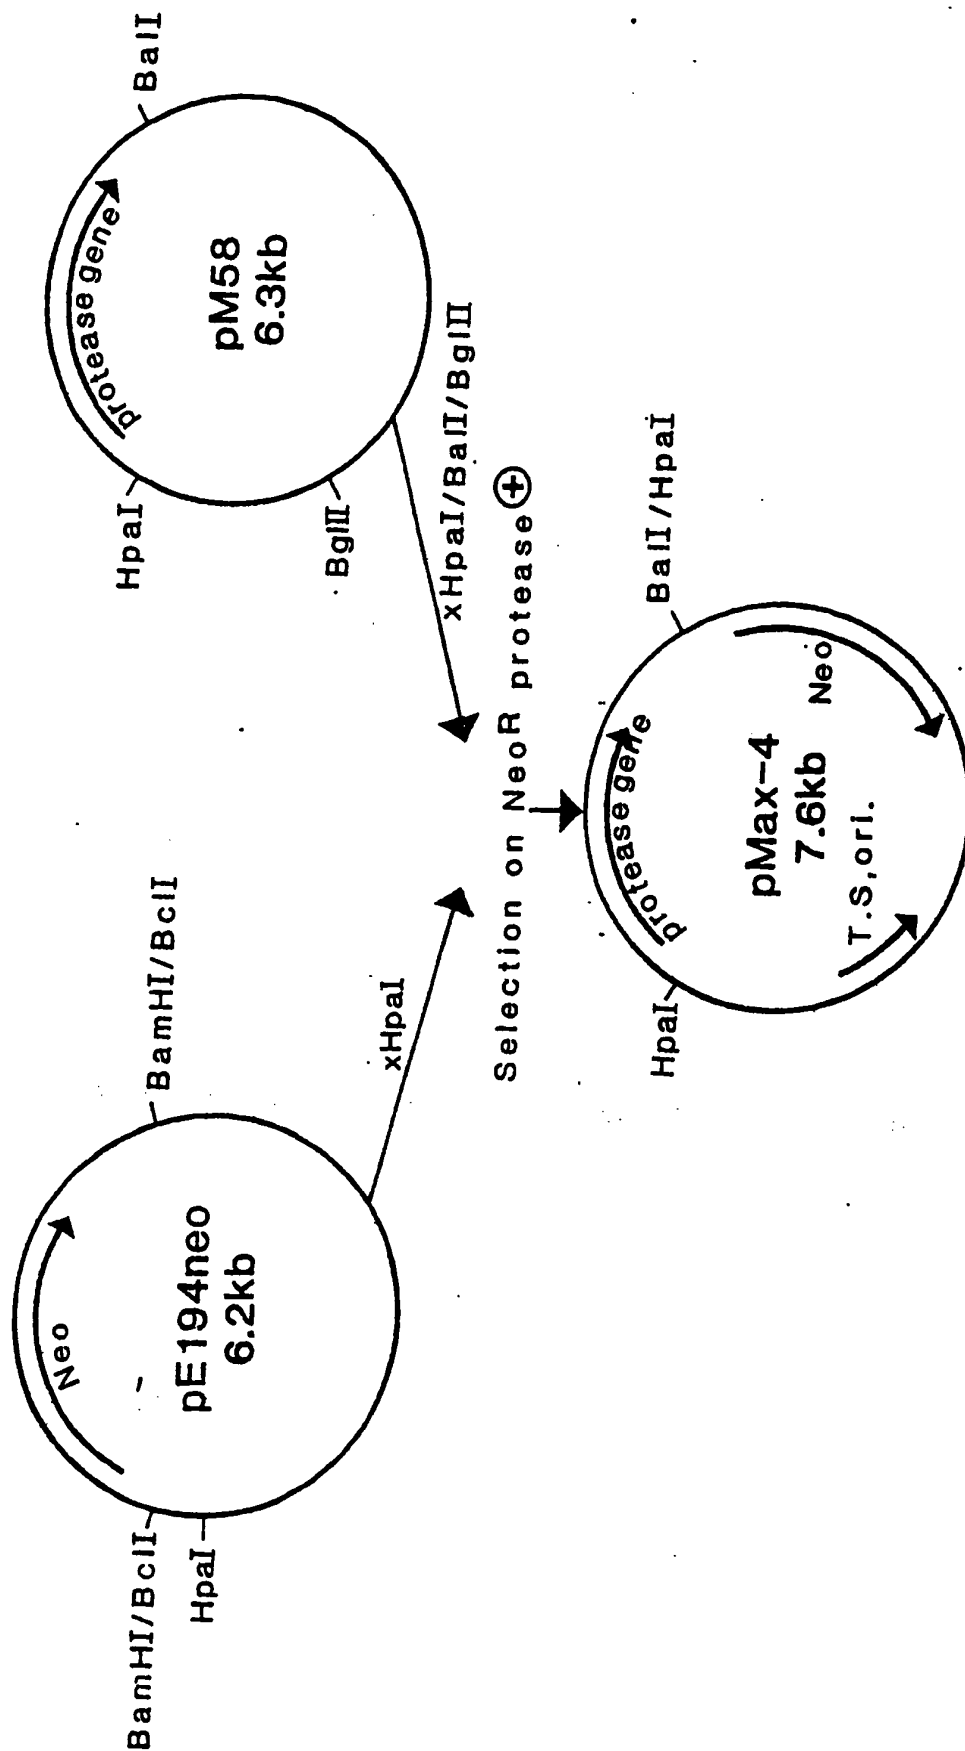 BamHI/BclI
HpaI
Neo
BamHI/BclI
pE194neo
6.2kb
xHpaI
HpaI
protease gene
BalI
BglII
pM58
6.3kb
xHpaI/BalI/BglII
Selection on NeoR protease ⊕
HpaI
protease gene
BalI/HpaI
Neo
T.S,ori.
pMax-4
7.6kb